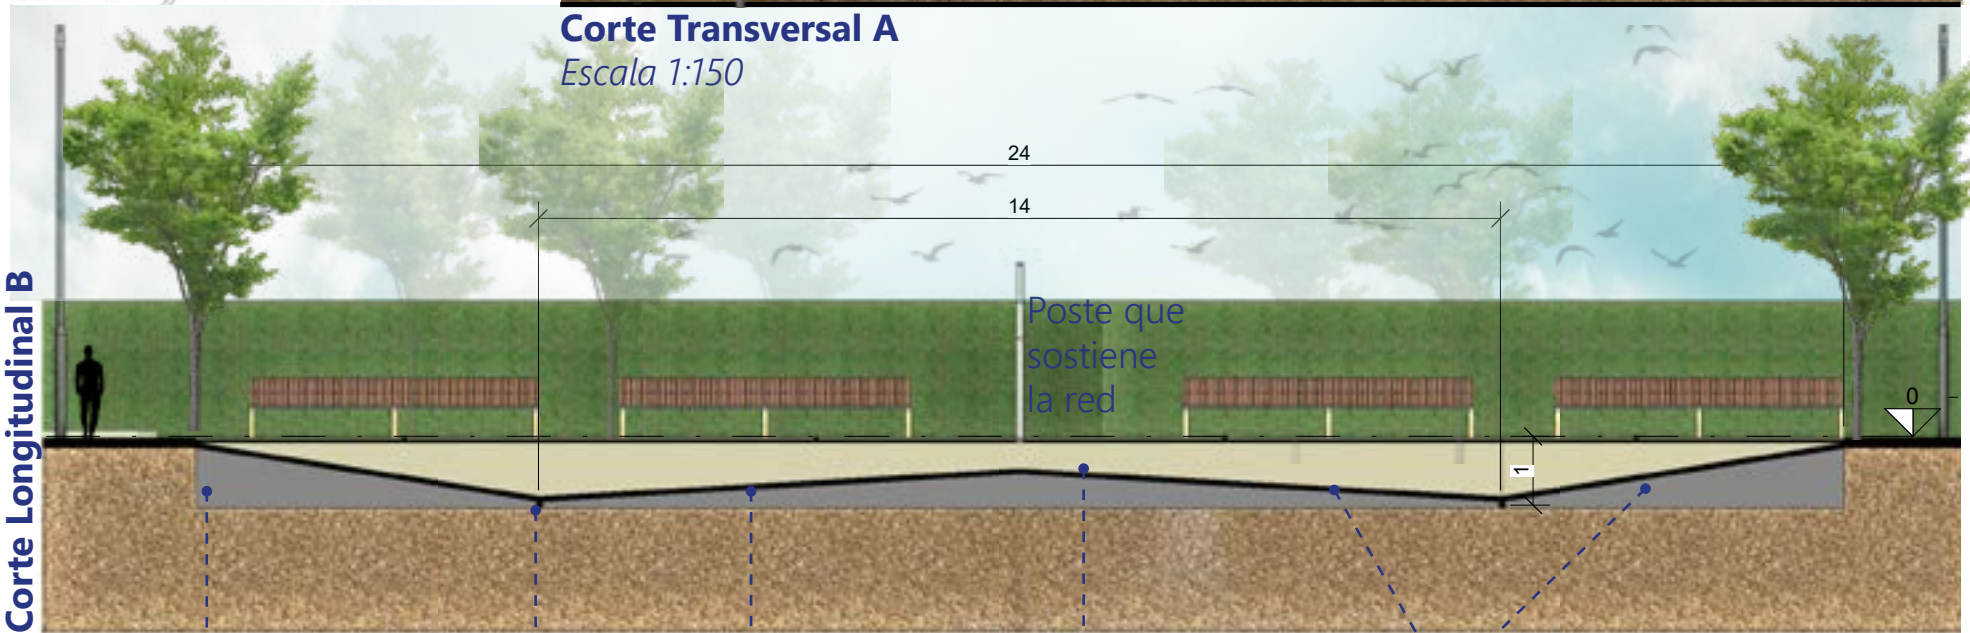 Corte Transversal A
Escala 1:150
24
14
Poste que
sostiene
la red
0
1
Corte Longitudinal B